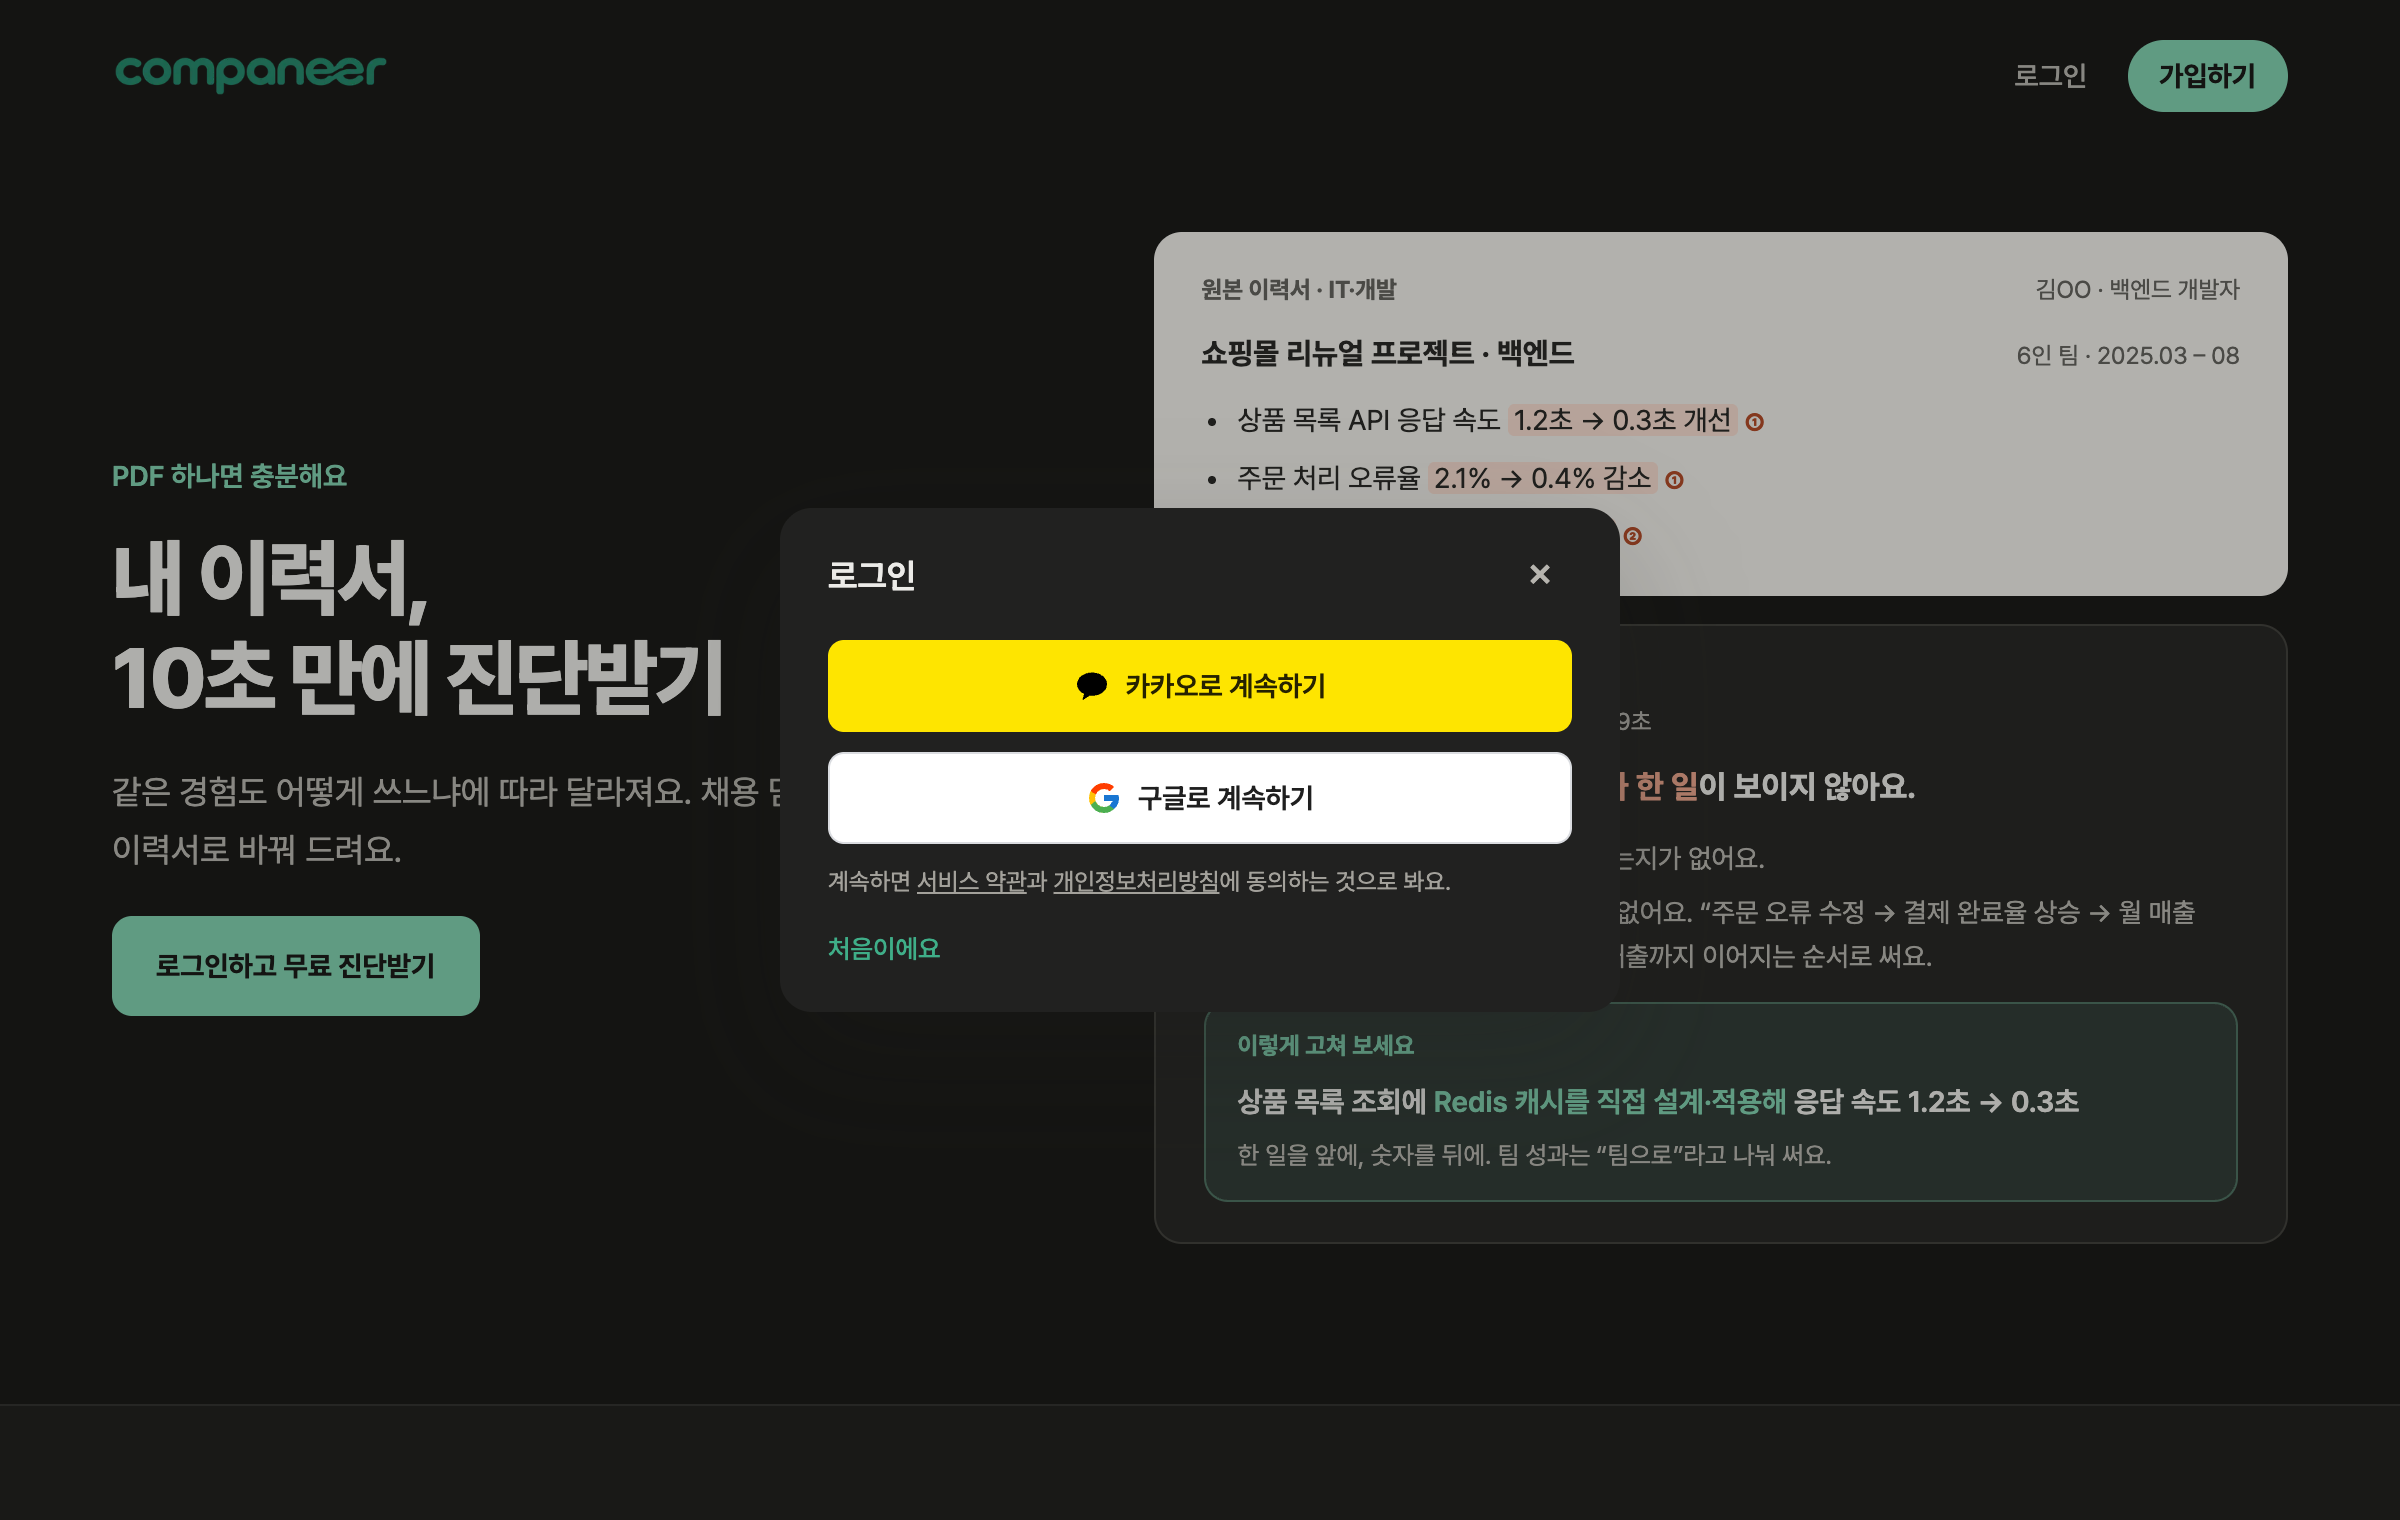 companeer
로그인
가입하기
PDF 하나면 충분해요
내 이력서,
10초 만에 진단받기
같은 경험도 어떻게 쓰느냐에 따라 달라져요. 채용
이력서로 바꿔 드려요.
로그인하고 무료 진단받기
원본 이력서 · IT·개발
김OO · 백엔드 개발자
쇼핑몰 리뉴얼 프로젝트 · 백엔드
6인 팀 · 2025.03 – 08
• 상품 목록 API 응답 속도 1.2초 → 0.3초 개선 ①
• 주문 처리 오류율 2.1% → 0.4% 감소 ①
②
로그인
×
카카오로 계속하기
구글로 계속하기
계속하면 서비스 약관과 개인정보처리방침에 동의하는 것으로 봐요.
처음이에요
9초
한 일이 보이지 않아요.
는지가 없어요.
없어요. “주문 오류 수정 → 결제 완료율 상승 → 월 매출
매출까지 이어지는 순서로 써요.
이렇게 고쳐 보세요
상품 목록 조회에 Redis 캐시를 직접 설계·적용해 응답 속도 1.2초 → 0.3초
한 일을 앞에, 숫자를 뒤에. 팀 성과는 “팀으로”라고 나눠 써요.